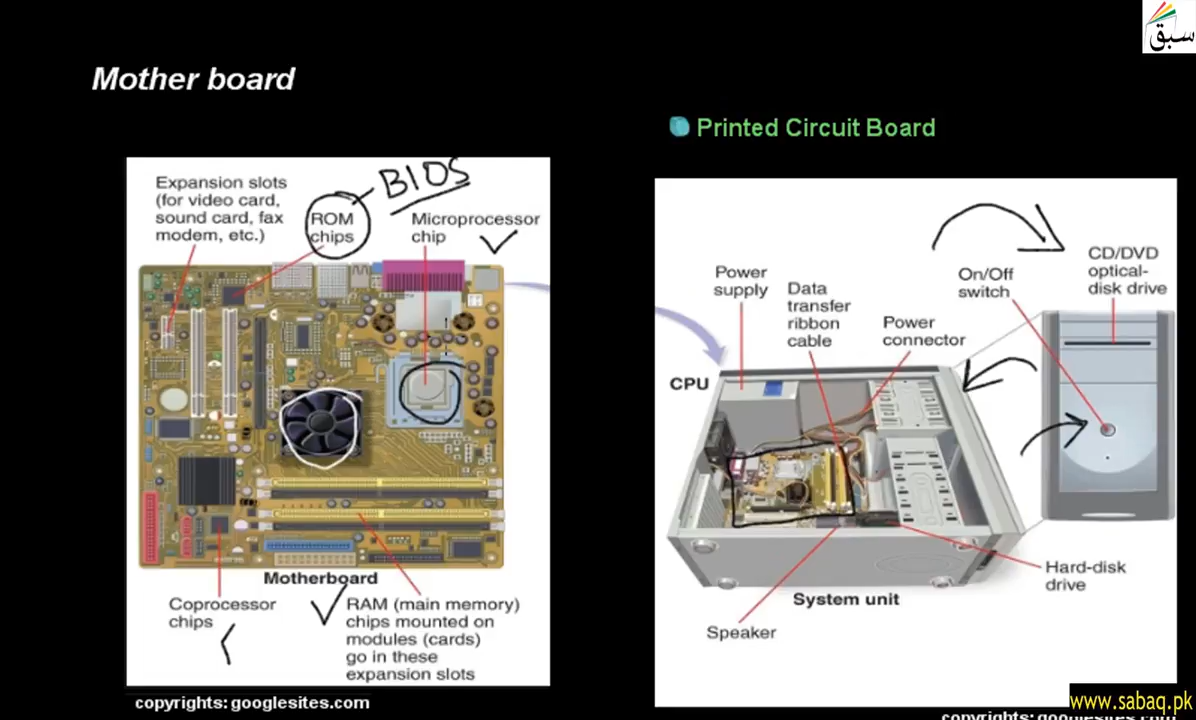 سبق
Mother board
Printed Circuit Board
BIOS
Expansion slots
(for video card,
sound card, fax
modem, etc.)
ROM
chips
Microprocessor
chip
Motherboard
Coprocessor
chips
RAM (main memory)
chips mounted on
modules (cards)
go in these
expansion slots
copyrights: googlesites.com
Power
supply
Data
transfer
ribbon
cable
Power
connector
On/Off
switch
CD/DVD
optical-
disk drive
CPU
Hard-disk
drive
System unit
Speaker
www.sabaq.pk
copyrights: googlesites.com